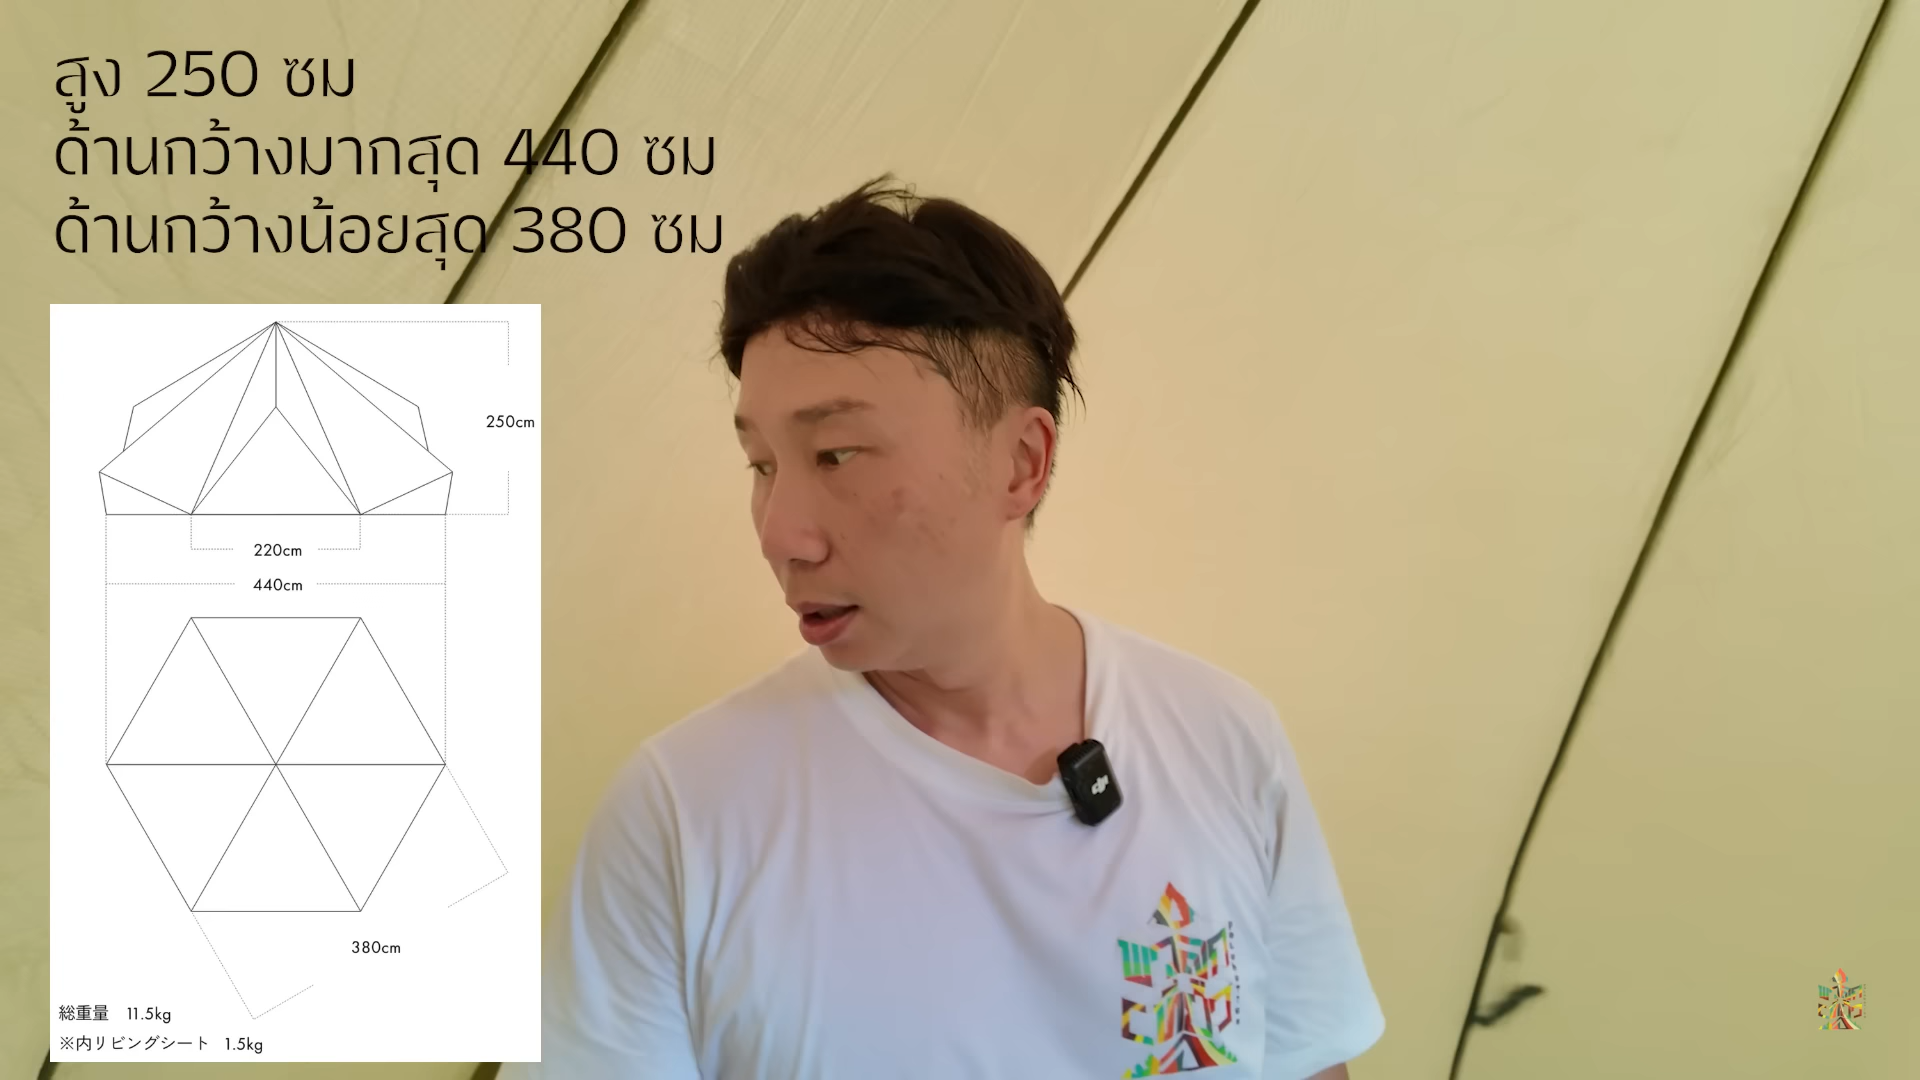 สูง 250 ซม
ด้านกว้างมากสุด 440 ซม
ด้านกว้างน้อยสุด 380 ซม
250cm
220cm
440cm
380cm
総重量 11.5kg
※内リビングシート 1.5kg
dji